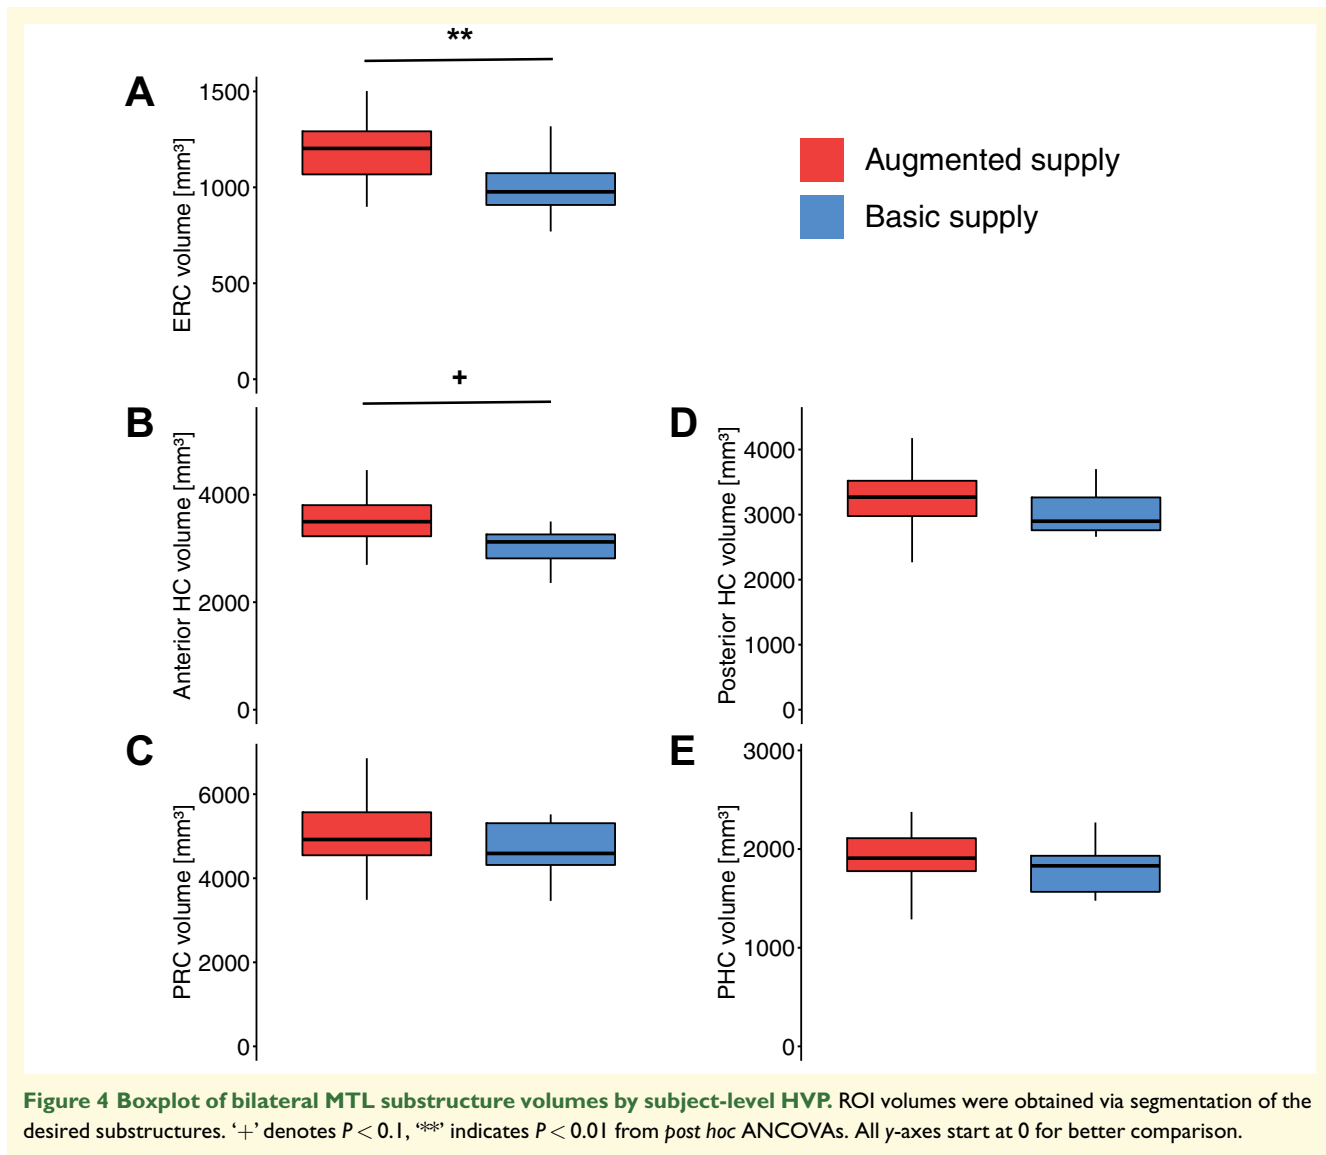 **
A
1500
1000
500
0
ERC volume [mm³]
Augmented supply
Basic supply
+
B
4000
2000
0
Anterior HC volume [mm³]
D
4000
3000
2000
1000
0
Posterior HC volume [mm³]
C
6000
4000
2000
0
PRC volume [mm³]
E
3000
2000
1000
0
PHC volume [mm³]
Figure 4 Boxplot of bilateral MTL substructure volumes by subject-level HVP. ROI volumes were obtained via segmentation of the
desired substructures. ‘+’ denotes P < 0.1, ‘**’ indicates P < 0.01 from post hoc ANCOVAs. All y-axes start at 0 for better comparison.